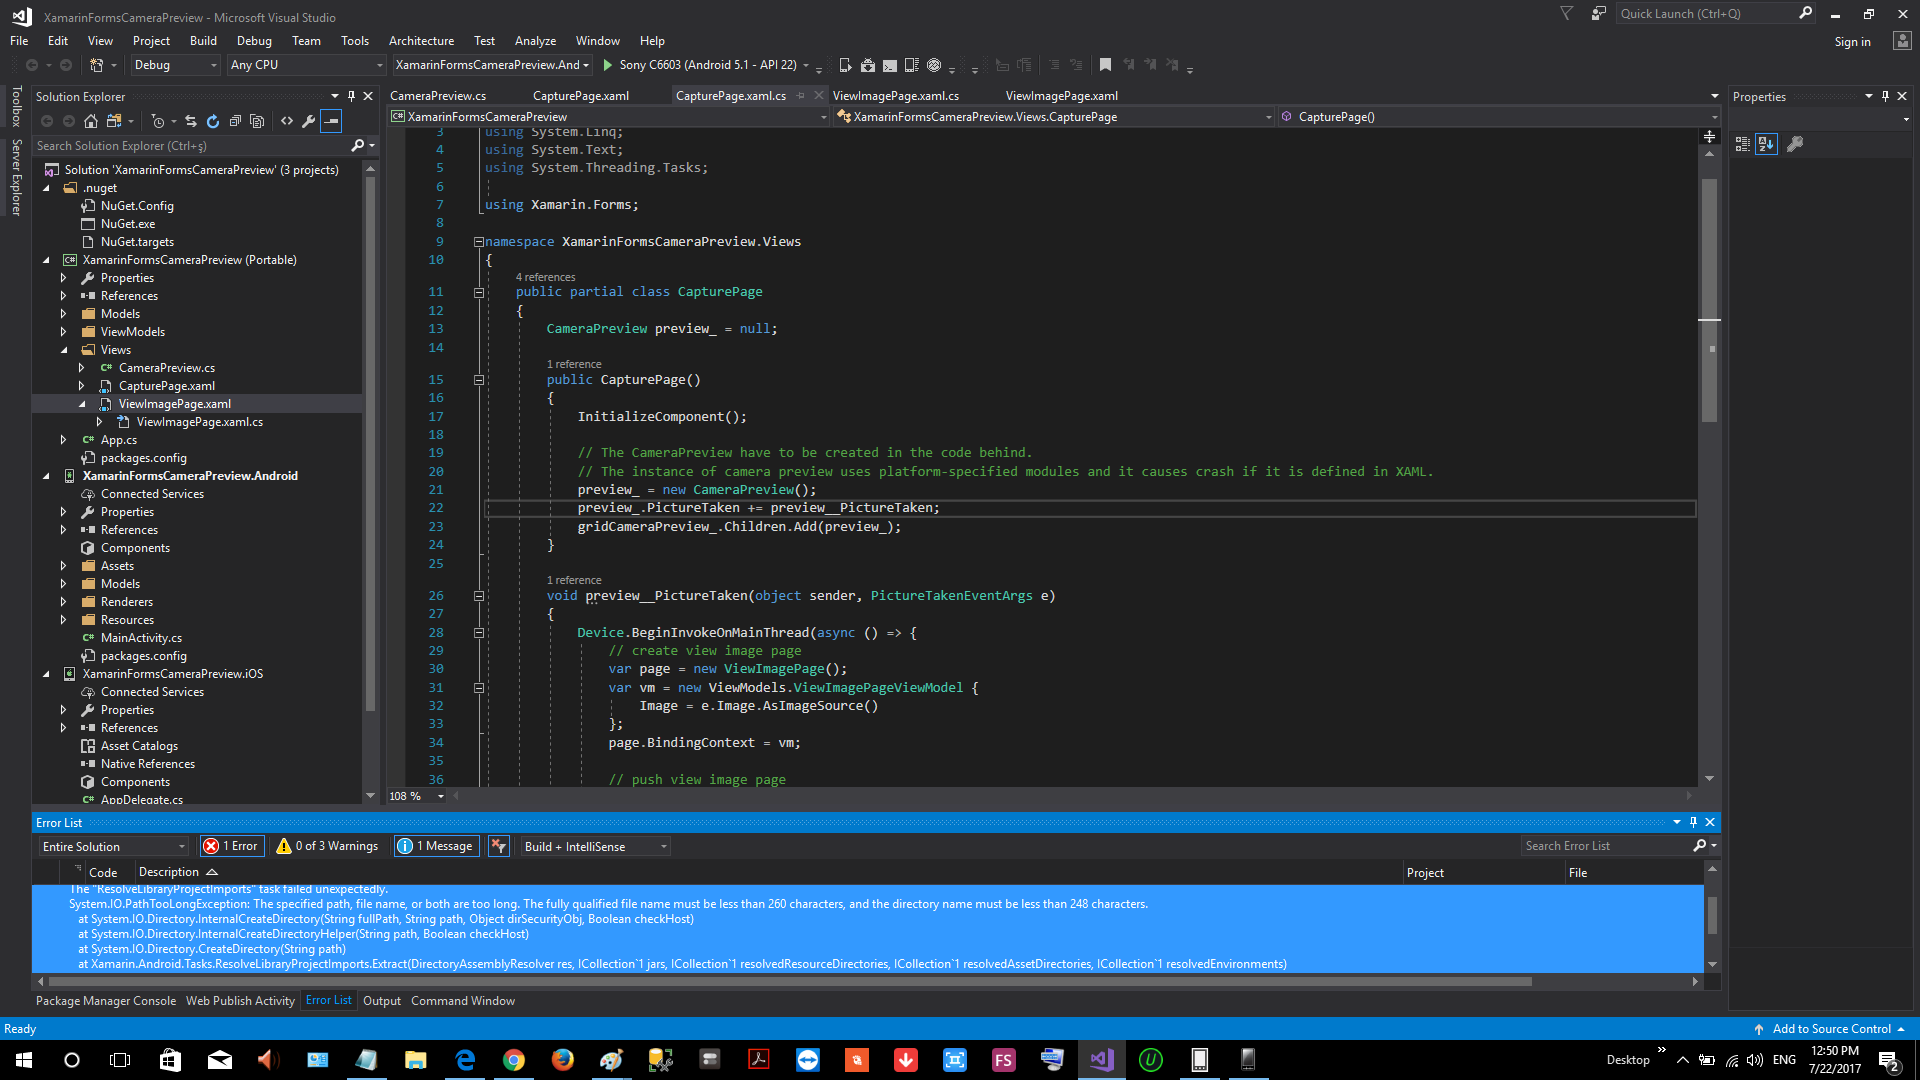 XamarinFormsCameraPreview - Microsoft Visual Studio
Quick Launch (Ctrl+Q)
File Edit View Project Build Debug Team Tools Architecture Test Analyze Window Help
Sign in
Debug Any CPU XamarinFormsCameraPreview.And Sony C6603 (Android 5.1 - API 22)
Toolbox
Server Explorer
Solution Explorer
Search Solution Explorer (Ctrl+ş)
Solution 'XamarinFormsCameraPreview' (3 projects)
.nuget
NuGet.Config
NuGet.exe
NuGet.targets
XamarinFormsCameraPreview (Portable)
Properties
References
Models
ViewModels
Views
CameraPreview.cs
CapturePage.xaml
ViewImagePage.xaml
ViewImagePage.xaml.cs
App.cs
packages.config
XamarinFormsCameraPreview.Android
Connected Services
Properties
References
Components
Assets
Models
Renderers
Resources
MainActivity.cs
packages.config
XamarinFormsCameraPreview.iOS
Connected Services
Properties
References
Asset Catalogs
Native References
Components
AppDelegate.cs
CameraPreview.cs CapturePage.xaml CapturePage.xaml.cs ViewImagePage.xaml.cs ViewImagePage.xaml
XamarinFormsCameraPreview XamarinFormsCameraPreview.Views.CapturePage CapturePage()
3 using System.Linq;
4 using System.Text;
5 using System.Threading.Tasks;
6
7 using Xamarin.Forms;
8
9 namespace XamarinFormsCameraPreview.Views
10 {
4 references
11 public partial class CapturePage
12 {
13 CameraPreview preview_ = null;
14
1 reference
15 public CapturePage()
16 {
17 InitializeComponent();
18
19 // The CameraPreview have to be created in the code behind.
20 // The instance of camera preview uses platform-specified modules and it causes crash if it is defined in XAML.
21 preview_ = new CameraPreview();
22 preview_.PictureTaken += preview__PictureTaken;
23 gridCameraPreview_.Children.Add(preview_);
24 }
25
1 reference
26 void preview__PictureTaken(object sender, PictureTakenEventArgs e)
27 {
28 Device.BeginInvokeOnMainThread(async () => {
29 // create view image page
30 var page = new ViewImagePage();
31 var vm = new ViewModels.ViewImagePageViewModel {
32 Image = e.Image.AsImageSource()
33 };
34 page.BindingContext = vm;
35
36 // push view image page
108 %
Properties
Error List
Entire Solution 1 Error 0 of 3 Warnings 1 Message Build + IntelliSense Search Error List
Code Description Project File
The "ResolveLibraryProjectImports" task failed unexpectedly.
System.IO.PathTooLongException: The specified path, file name, or both are too long. The fully qualified file name must be less than 260 characters, and the directory name must be less than 248 characters.
at System.IO.Directory.InternalCreateDirectory(String fullPath, String path, Object dirSecurityObj, Boolean checkHost)
at System.IO.Directory.InternalCreateDirectoryHelper(String path, Boolean checkHost)
at System.IO.Directory.CreateDirectory(String path)
at Xamarin.Android.Tasks.ResolveLibraryProjectImports.Extract(DirectoryAssemblyResolver res, ICollection`1 jars, ICollection`1 resolvedResourceDirectories, ICollection`1 resolvedAssetDirectories, ICollection`1 resolvedEnvironments)
Package Manager Console Web Publish Activity Error List Output Command Window
Ready
Add to Source Control
FS
Desktop
ENG
12:50 PM
7/22/2017
2